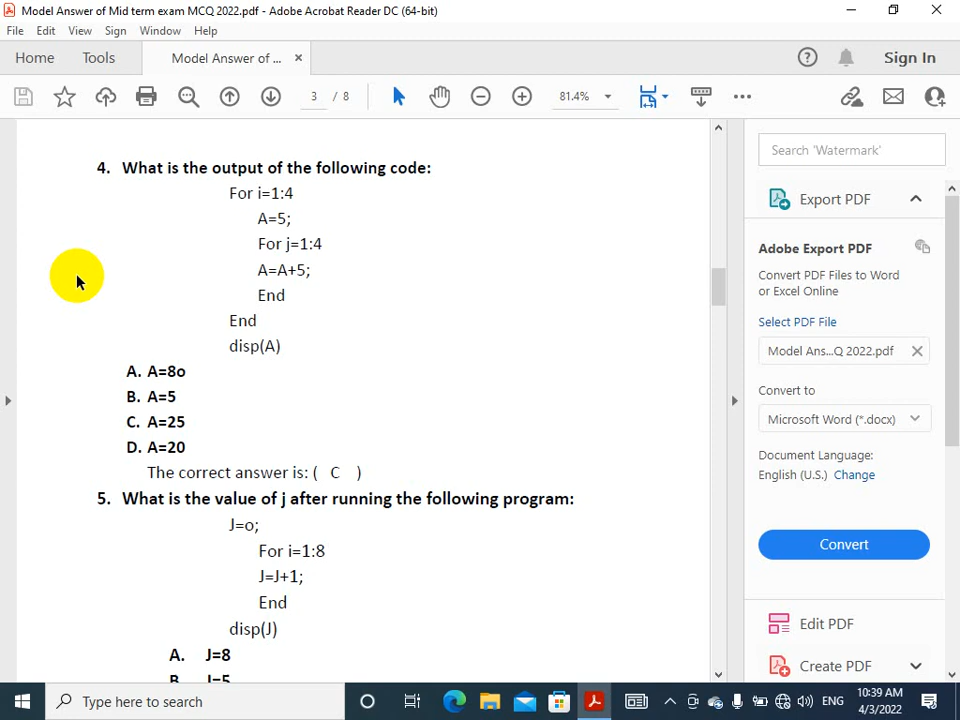 Model Answer of Mid term exam MCQ 2022.pdf - Adobe Acrobat Reader DC (64-bit)
File Edit View Sign Window Help
Home Tools Model Answer of ... × Sign In
3 / 8 81.4%
4. What is the output of the following code:
For i=1:4
A=5;
For j=1:4
A=A+5;
End
End
disp(A)
A. A=8o
B. A=5
C. A=25
D. A=20
The correct answer is: ( C )
5. What is the value of j after running the following program:
J=o;
For i=1:8
J=J+1;
End
disp(J)
A. J=8
B. J=5
Search 'Watermark'
Export PDF
Adobe Export PDF
Convert PDF Files to Word
or Excel Online
Select PDF File
Model Ans...Q 2022.pdf ×
Convert to
Microsoft Word (*.docx)
Document Language:
English (U.S.) Change
Convert
Edit PDF
Create PDF
Type here to search
ENG
10:39 AM
4/3/2022